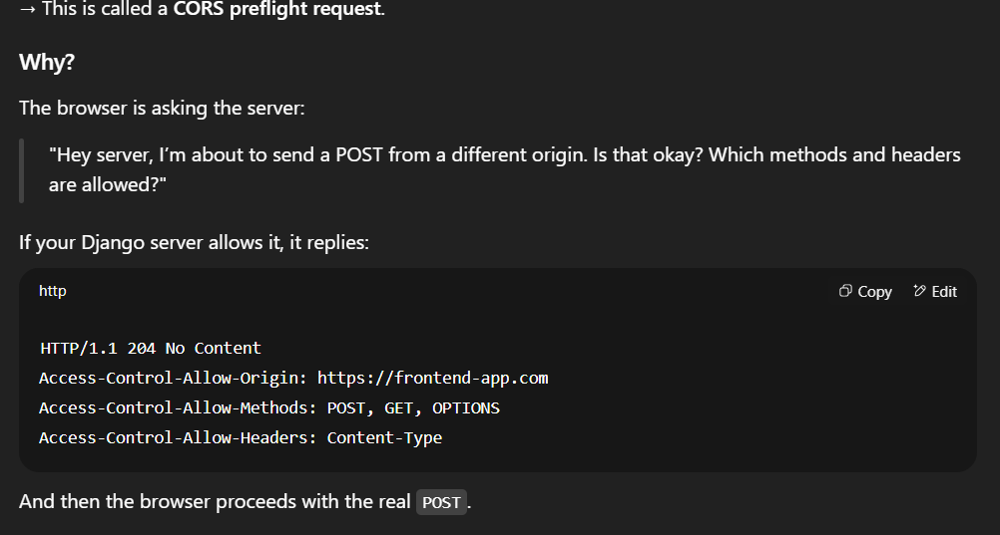 → This is called a CORS preflight request.
Why?
The browser is asking the server:
"Hey server, I’m about to send a POST from a different origin. Is that okay? Which methods and headers
are allowed?"
If your Django server allows it, it replies:
http
Copy
Edit
HTTP/1.1 204 No Content
Access-Control-Allow-Origin: https://frontend-app.com
Access-Control-Allow-Methods: POST, GET, OPTIONS
Access-Control-Allow-Headers: Content-Type
And then the browser proceeds with the real POST.